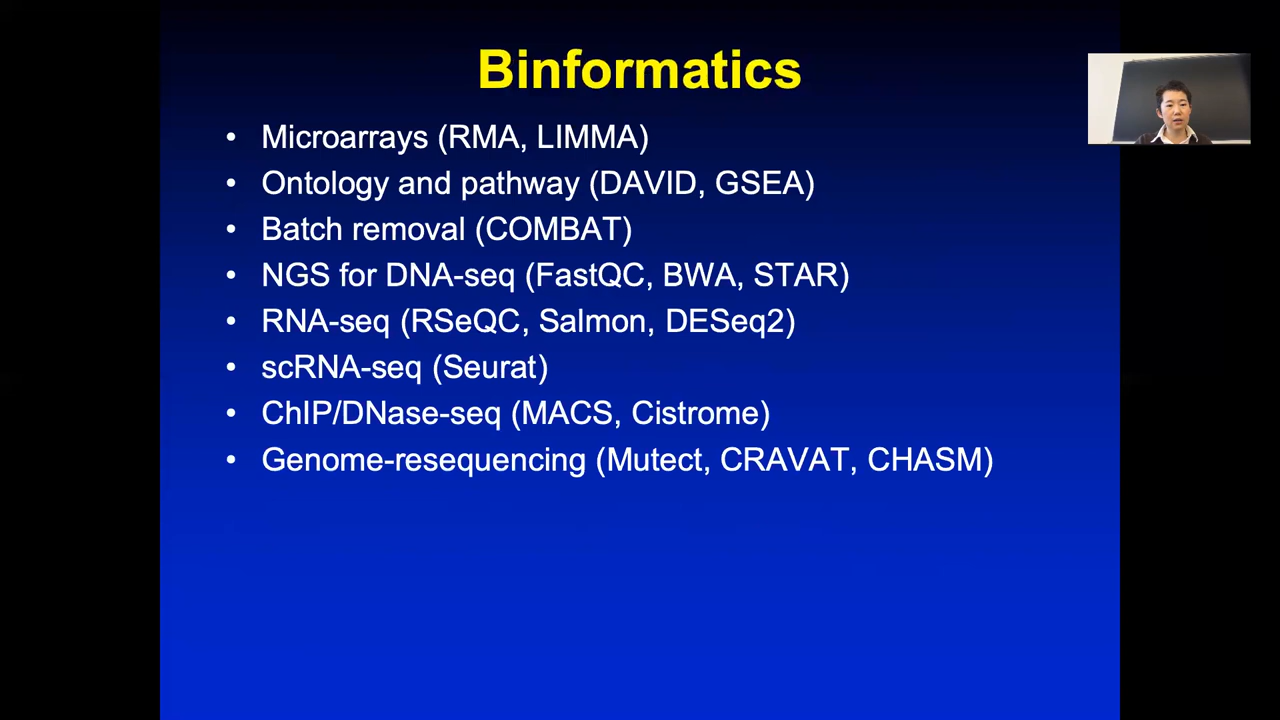 Binformatics
• Microarrays (RMA, LIMMA)
• Ontology and pathway (DAVID, GSEA)
• Batch removal (COMBAT)
• NGS for DNA-seq (FastQC, BWA, STAR)
• RNA-seq (RSeQC, Salmon, DESeq2)
• scRNA-seq (Seurat)
• ChIP/DNase-seq (MACS, Cistrome)
• Genome-resequencing (Mutect, CRAVAT, CHASM)